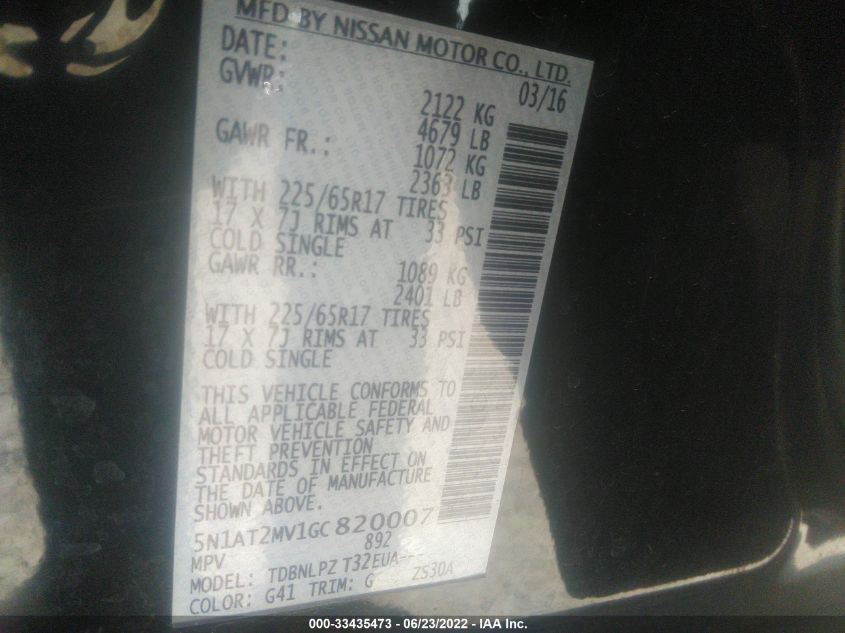 MFD BY NISSAN MOTOR CO., LTD.
DATE: 03/16
GVWR: 2122 KG
4679 LB
GAWR FR.: 1072 KG
2363 LB
WITH 225/65R17 TIRES
17 X 7J RIMS AT 33 PSI
COLD SINGLE
GAWR RR.: 1089 KG
2401 LB
WITH 225/65R17 TIRES
17 X 7J RIMS AT 33 PSI
COLD SINGLE
THIS VEHICLE CONFORMS TO
ALL APPLICABLE FEDERAL
MOTOR VEHICLE SAFETY AND
THEFT PREVENTION
STANDARDS IN EFFECT ON
THE DATE OF MANUFACTURE
SHOWN ABOVE.
5N1AT2MV1GC820007
MPV 892
MODEL: TDBNLPZ T32EUA---
COLOR: G41 TRIM: G ZS30A
000-33435473 - 06/23/2022 - IAA Inc.